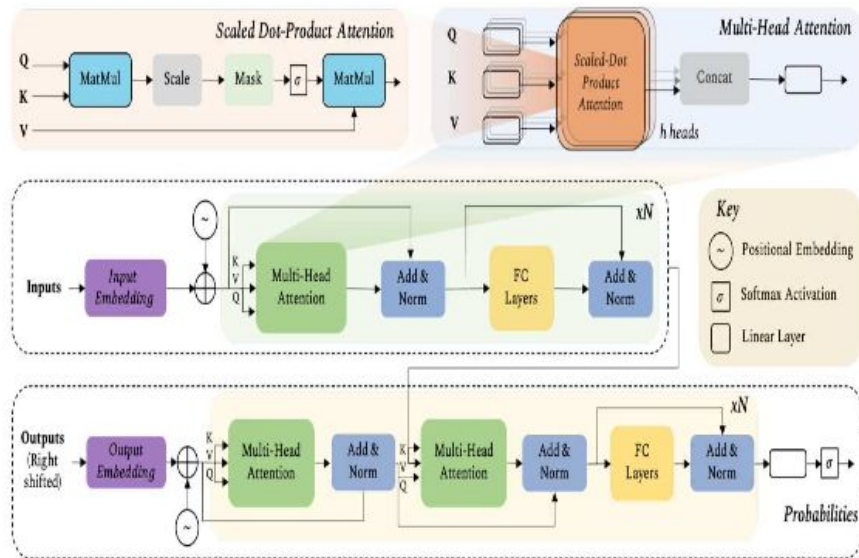 Scaled Dot-Product Attention
Q
K
V
MatMul
Scale
Mask
σ
MatMul
Multi-Head Attention
Q
K
V
Scaled-Dot
Product
Attention
h heads
Concat
Inputs
Input
Embedding
~
K
V
Q
Multi-Head
Attention
Add &
Norm
FC
Layers
Add &
Norm
xN
Key
~
Positional Embedding
σ
Softmax Activation
Linear Layer
Outputs
(Right
shifted)
Output
Embedding
~
K
V
Q
Multi-Head
Attention
Add &
Norm
K
V
Q
Multi-Head
Attention
Add &
Norm
FC
Layers
Add &
Norm
xN
σ
Probabilities